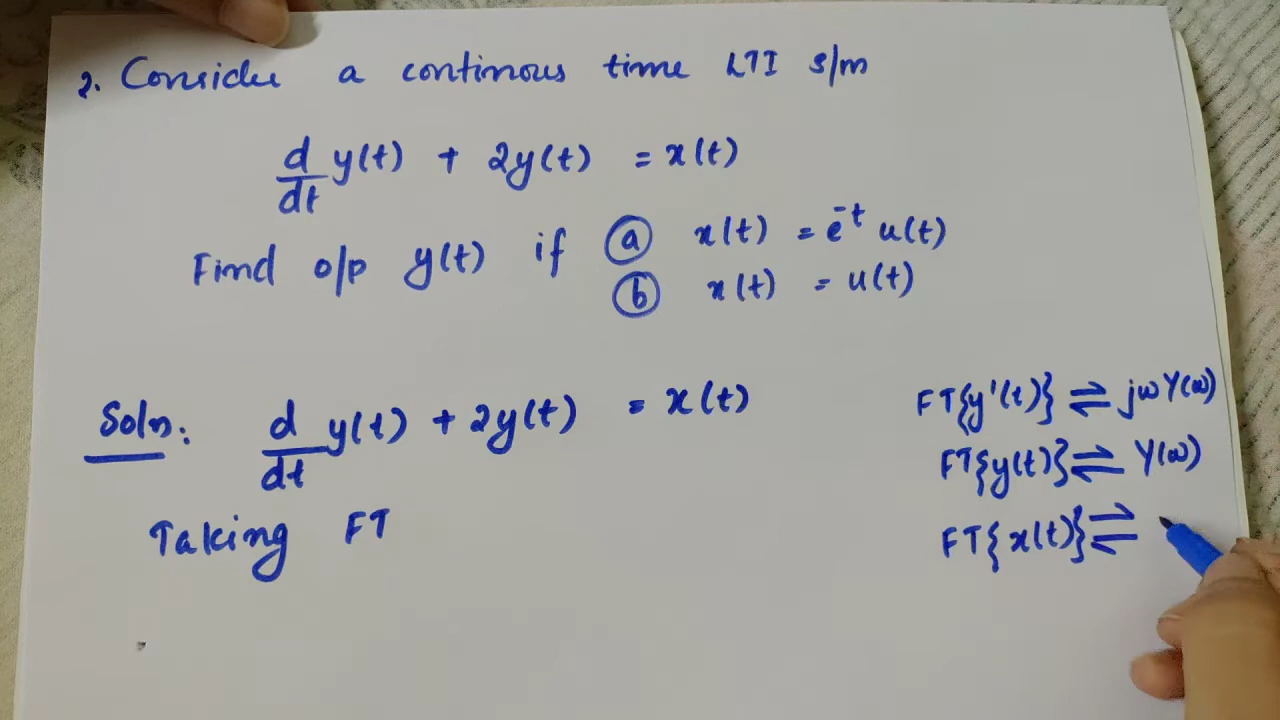 2. Consider a continous time LTI s/m
d/dt y(t) + 2y(t) = x(t)
Find o/p y(t) if ⓐ x(t) = e^-t u(t)
ⓑ x(t) = u(t)
Soln: d/dt y(t) + 2y(t) = x(t)
Taking FT
FT{y'(t)} ⇌ jωY(ω)
FT{y(t)} ⇌ Y(ω)
FT{x(t)} ⇌